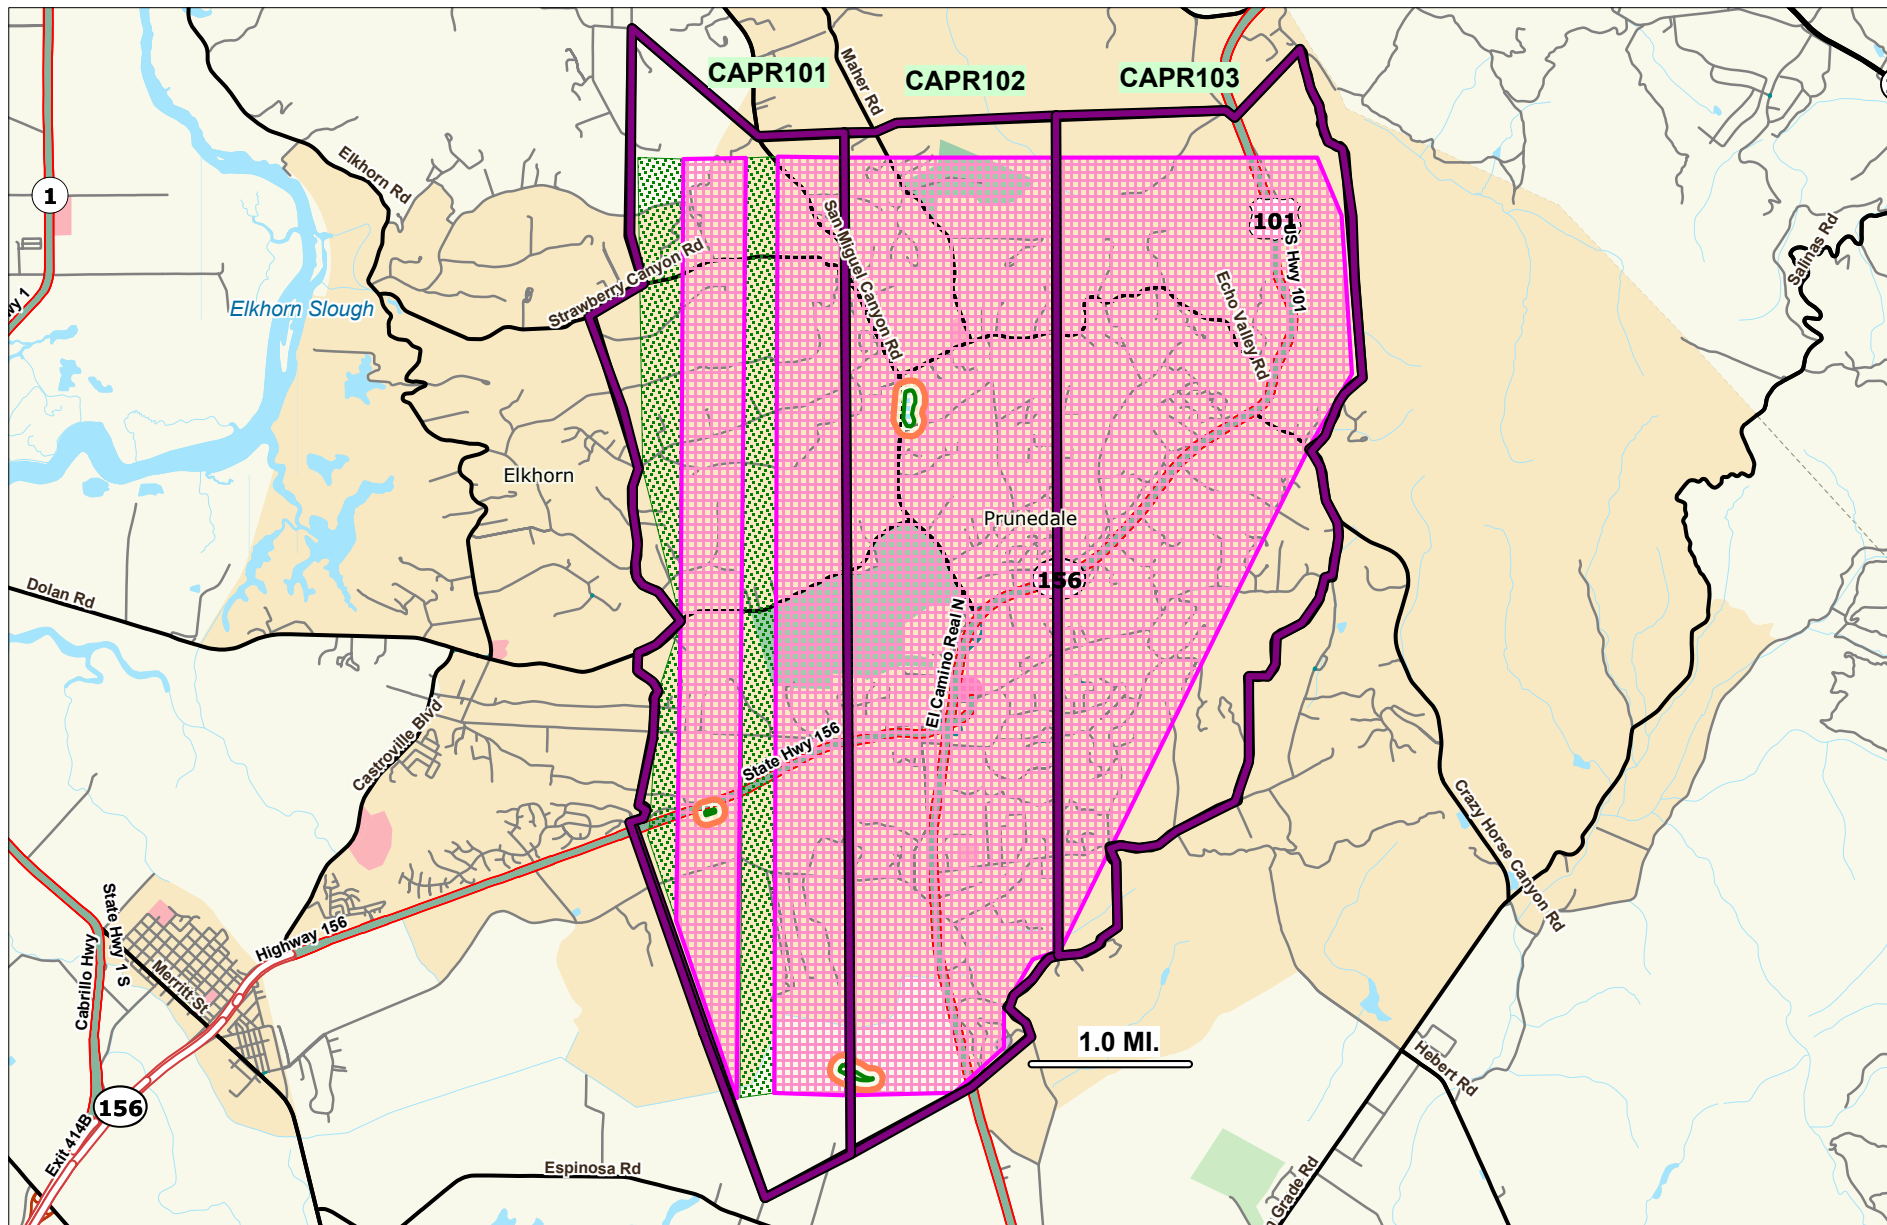 CAPR101
CAPR102
CAPR103
Maher Rd
Elkhorn Rd
1
101
US Hwy 101
San Miguel Canyon Rd
Salinas Rd
Strawberry Canyon Rd
Echo Valley Rd
Elkhorn Slough
wy 1
Elkhorn
Prunedale
156
Dolan Rd
El Camino Real N
Castroville Blvd
State Hwy 156
Crazy Horse Canyon Rd
State Hwy 1 S
Highway 156
Cabrillo Hwy
Merritt St
1.0 MI.
Hebert Rd
156
Exit 414B
Espinosa Rd
n Grade Rd